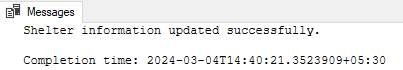 Messages
Shelter information updated successfully.
Completion time: 2024-03-04T14:40:21.3523909+05:30